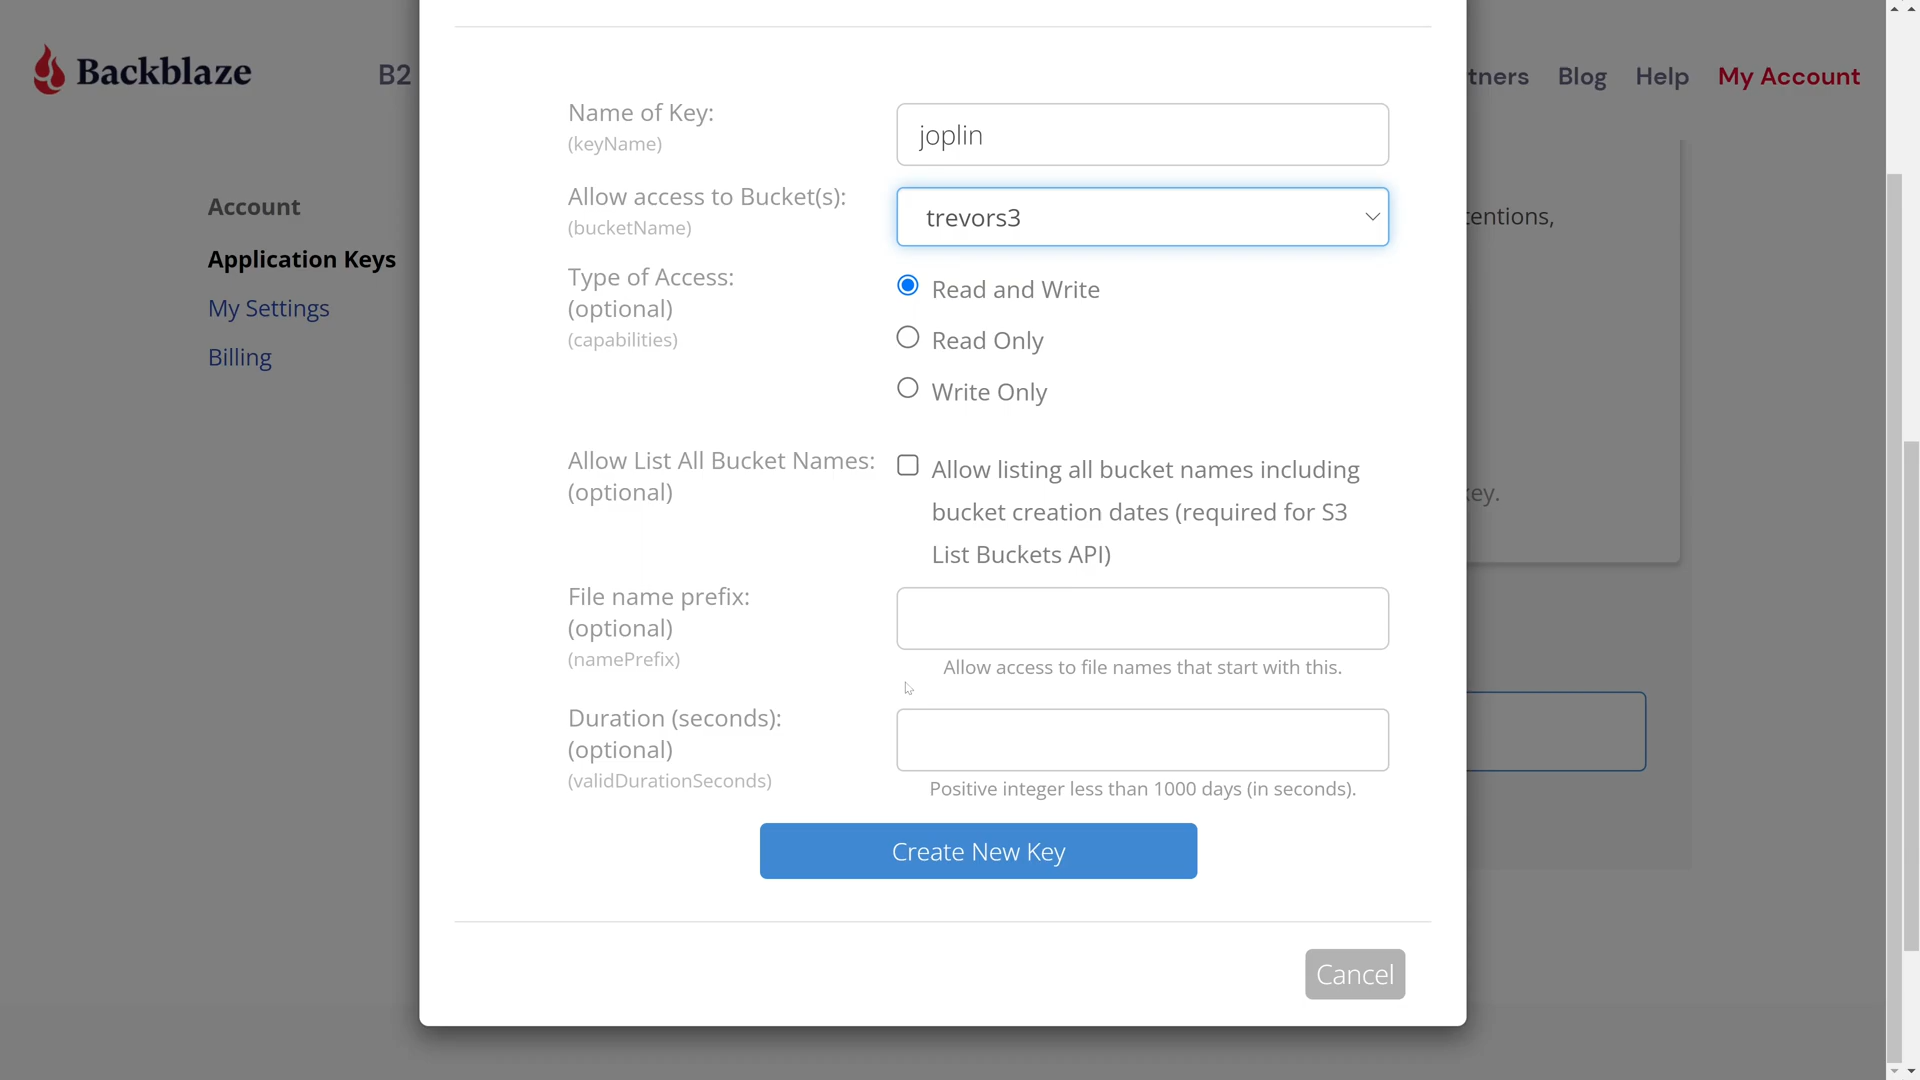 Backblaze
B2
tners
Blog
Help
My Account
Account
Application Keys
My Settings
Billing
Name of Key:
(keyName)
joplin
Allow access to Bucket(s):
(bucketName)
trevors3
Type of Access:
(optional)
(capabilities)
Read and Write
Read Only
Write Only
Allow List All Bucket Names:
(optional)
Allow listing all bucket names including
bucket creation dates (required for S3
List Buckets API)
File name prefix:
(optional)
(namePrefix)
Allow access to file names that start with this.
Duration (seconds):
(optional)
(validDurationSeconds)
Positive integer less than 1000 days (in seconds).
Create New Key
Cancel
tentions,
key.